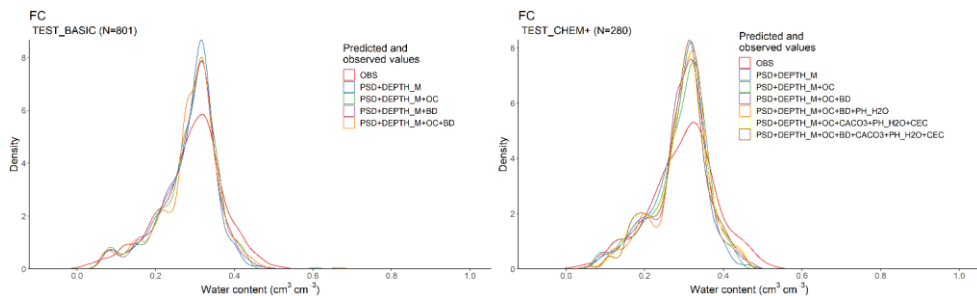 FC
TEST_BASIC (N=801)
Predicted and
observed values
OBS
PSD+DEPTH_M
PSD+DEPTH_M+OC
PSD+DEPTH_M+BD
PSD+DEPTH_M+OC+BD
Density
8
6
4
2
0
0.0 0.2 0.4 0.6 0.8 1.0
Water content (cm³ cm⁻³)
FC
TEST_CHEM+ (N=280)
Predicted and
observed values
OBS
PSD+DEPTH_M
PSD+DEPTH_M+OC
PSD+DEPTH_M+OC+BD
PSD+DEPTH_M+OC+BD+PH_H2O
PSD+DEPTH_M+OC+CACO3+PH_H2O+CEC
PSD+DEPTH_M+OC+BD+CACO3+PH_H2O+CEC
Density
8
6
4
2
0
0.0 0.2 0.4 0.6 0.8 1.0
Water content (cm³ cm⁻³)